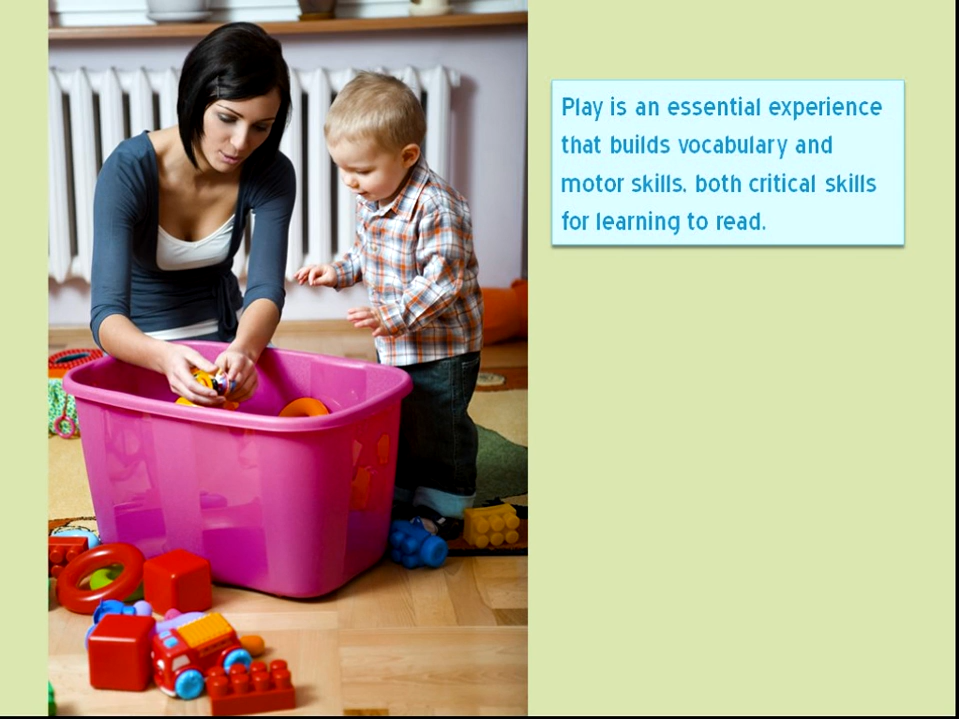 Play is an essential experience
that builds vocabulary and
motor skills, both critical skills
for learning to read.